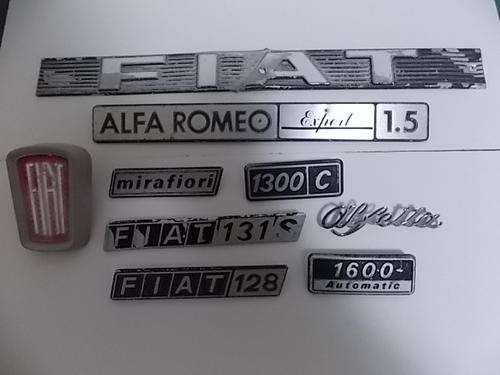 FIAT
ALFA ROMEO Export 1.5
FIAT
mirafiori
1300 C
Alfetta
FIAT 131 S
1600-
Automatic
FIAT 128